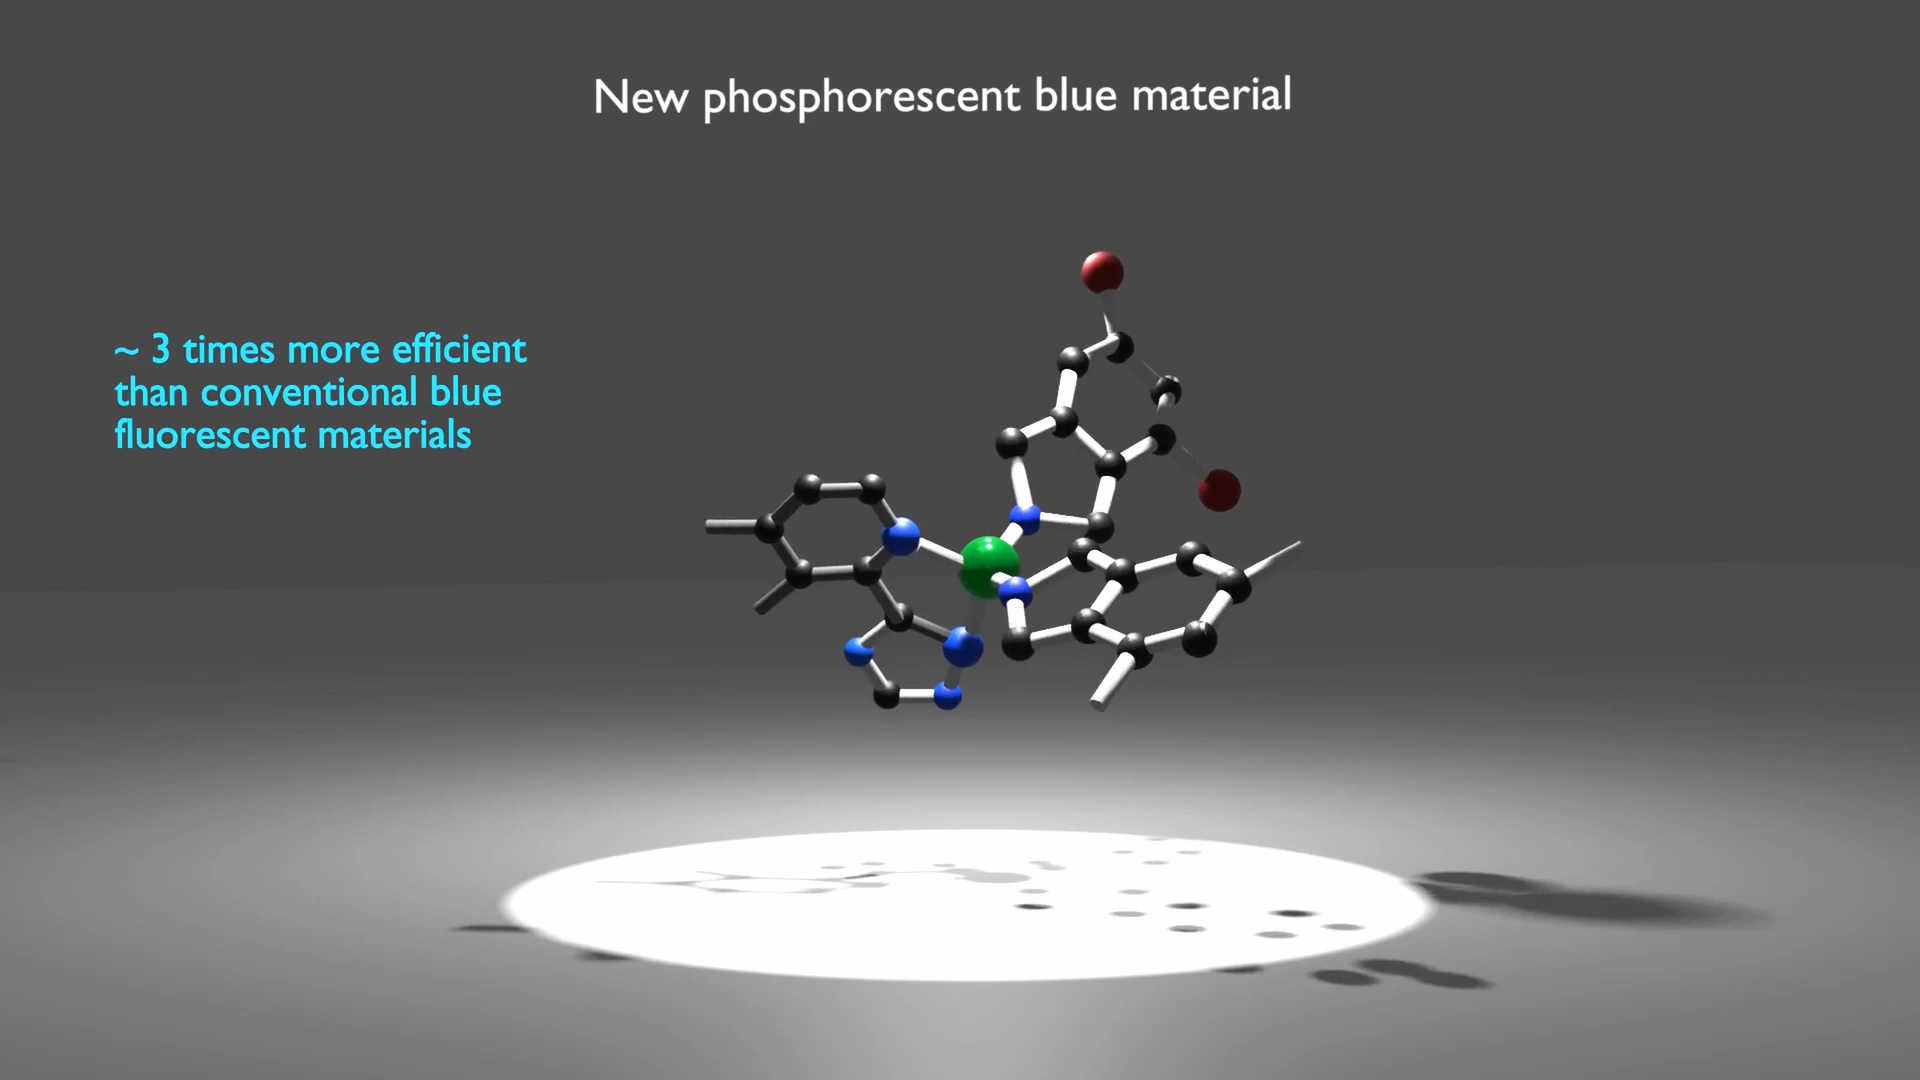 New phosphorescent blue material
~ 3 times more efficient
than conventional blue
fluorescent materials